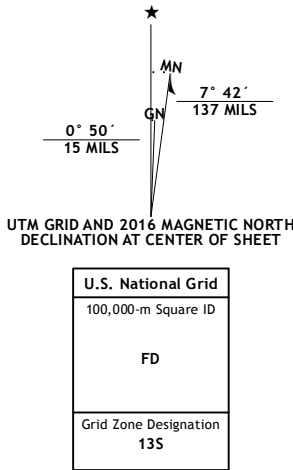 ★
MN
GN
7° 42´
137 MILS
0° 50´
15 MILS
UTM GRID AND 2016 MAGNETIC NORTH
DECLINATION AT CENTER OF SHEET
U.S. National Grid
100,000-m Square ID
FD
Grid Zone Designation
13S